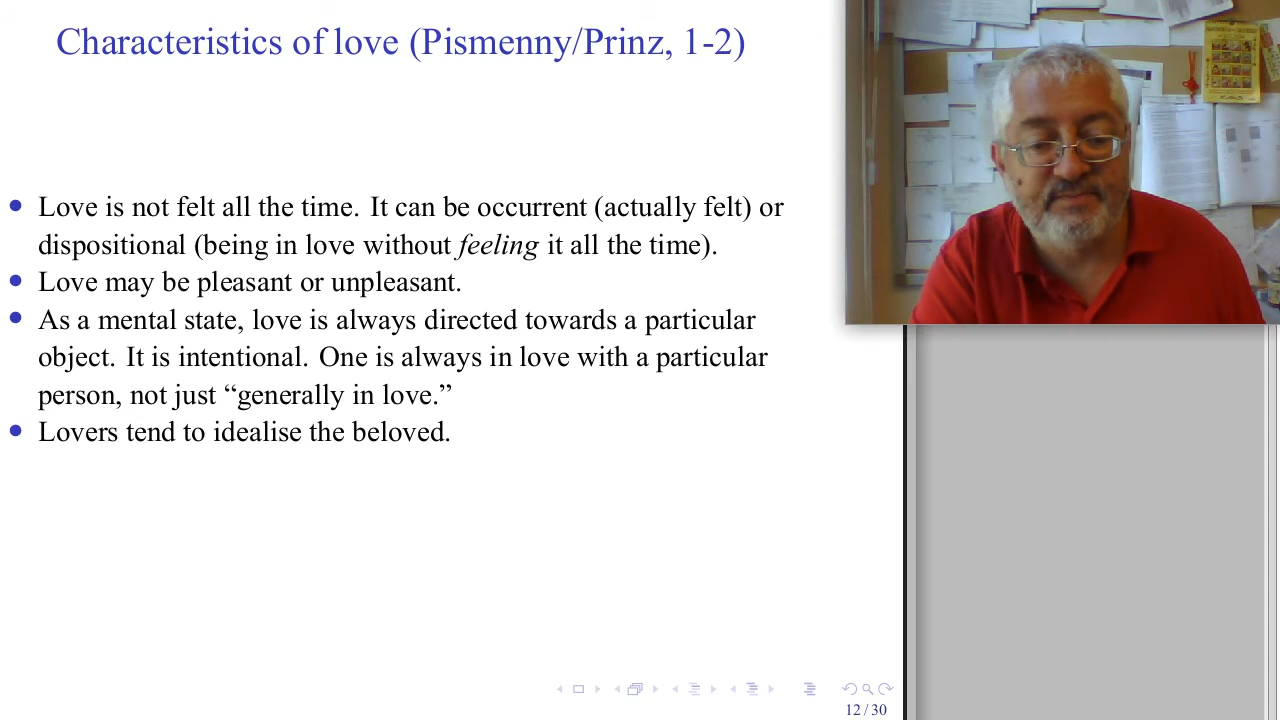 Characteristics of love (Pismenny/Prinz, 1-2)
• Love is not felt all the time. It can be occurrent (actually felt) or
dispositional (being in love without feeling it all the time).
• Love may be pleasant or unpleasant.
• As a mental state, love is always directed towards a particular
object. It is intentional. One is always in love with a particular
person, not just “generally in love.”
• Lovers tend to idealise the beloved.
12 / 30